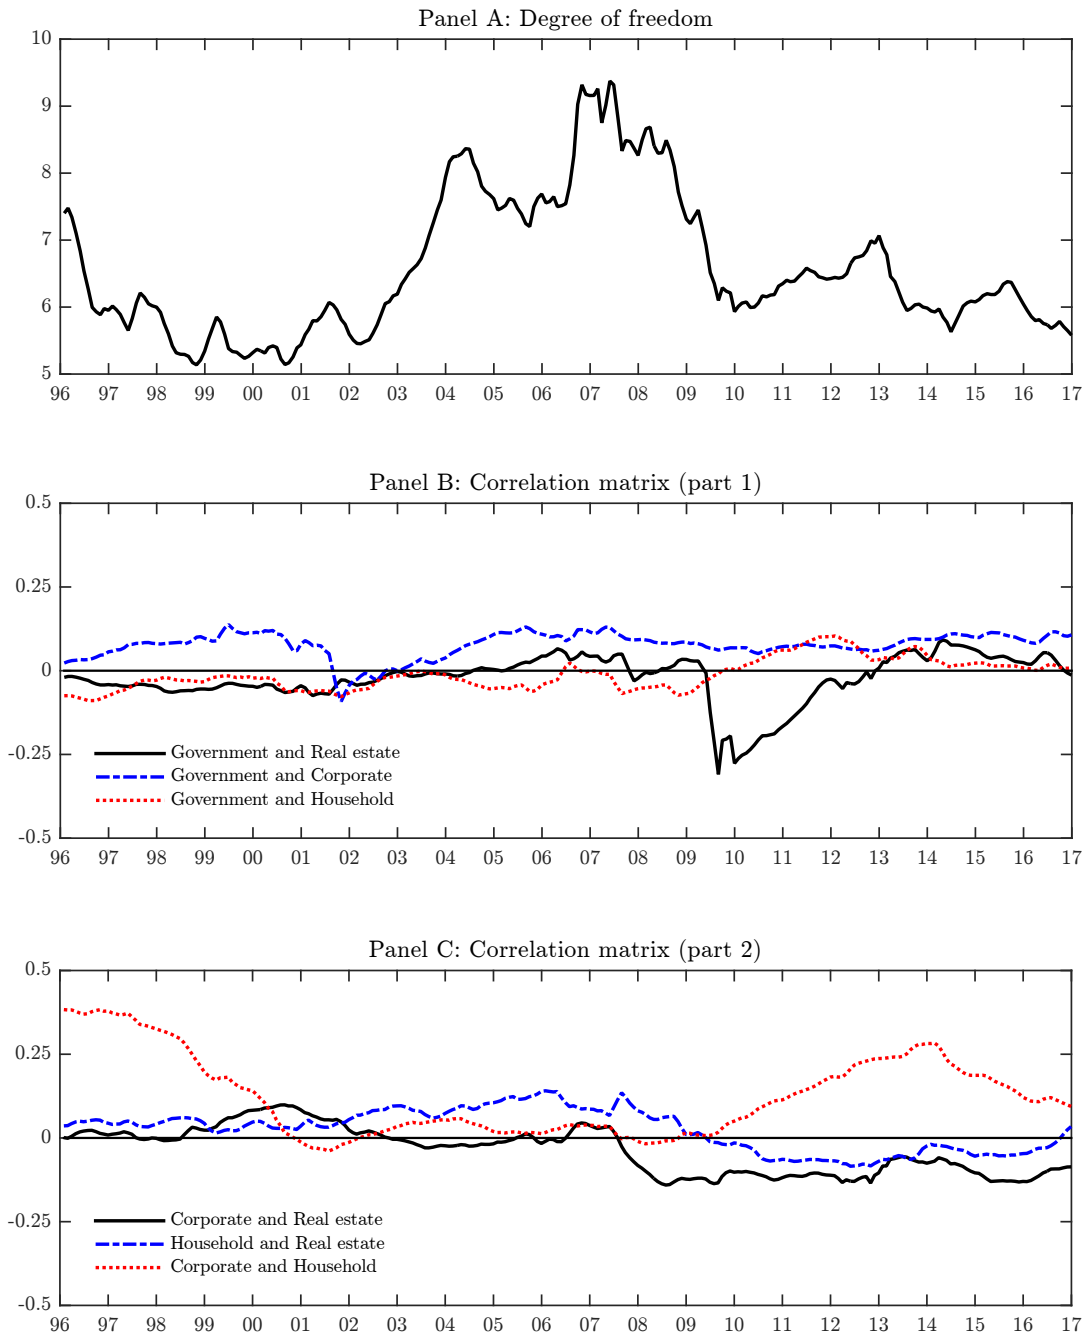 Panel A: Degree of freedom
10
9
8
7
6
5
96 97 98 99 00 01 02 03 04 05 06 07 08 09 10 11 12 13 14 15 16 17
Panel B: Correlation matrix (part 1)
0.5
0.25
0
-0.25
-0.5
Government and Real estate
Government and Corporate
Government and Household
96 97 98 99 00 01 02 03 04 05 06 07 08 09 10 11 12 13 14 15 16 17
Panel C: Correlation matrix (part 2)
0.5
0.25
0
-0.25
-0.5
Corporate and Real estate
Household and Real estate
Corporate and Household
96 97 98 99 00 01 02 03 04 05 06 07 08 09 10 11 12 13 14 15 16 17